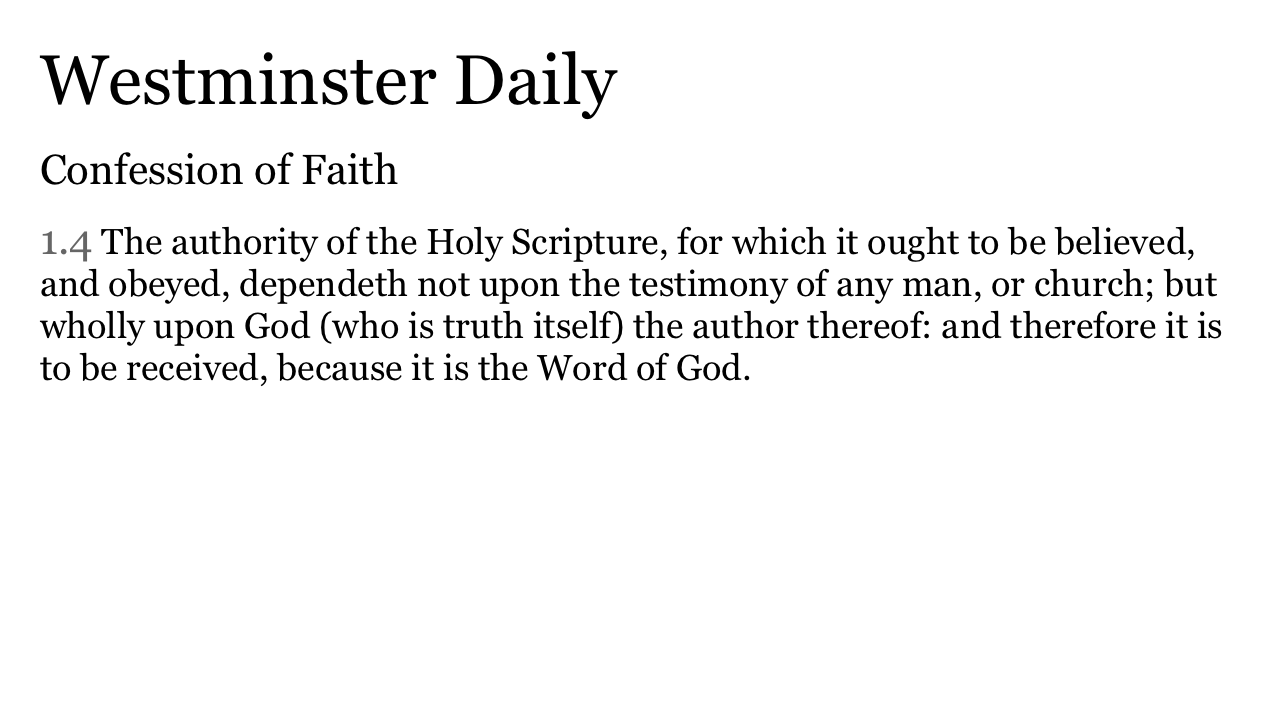 Westminster Daily
Confession of Faith
1.4 The authority of the Holy Scripture, for which it ought to be believed,
and obeyed, dependeth not upon the testimony of any man, or church; but
wholly upon God (who is truth itself) the author thereof: and therefore it is
to be received, because it is the Word of God.